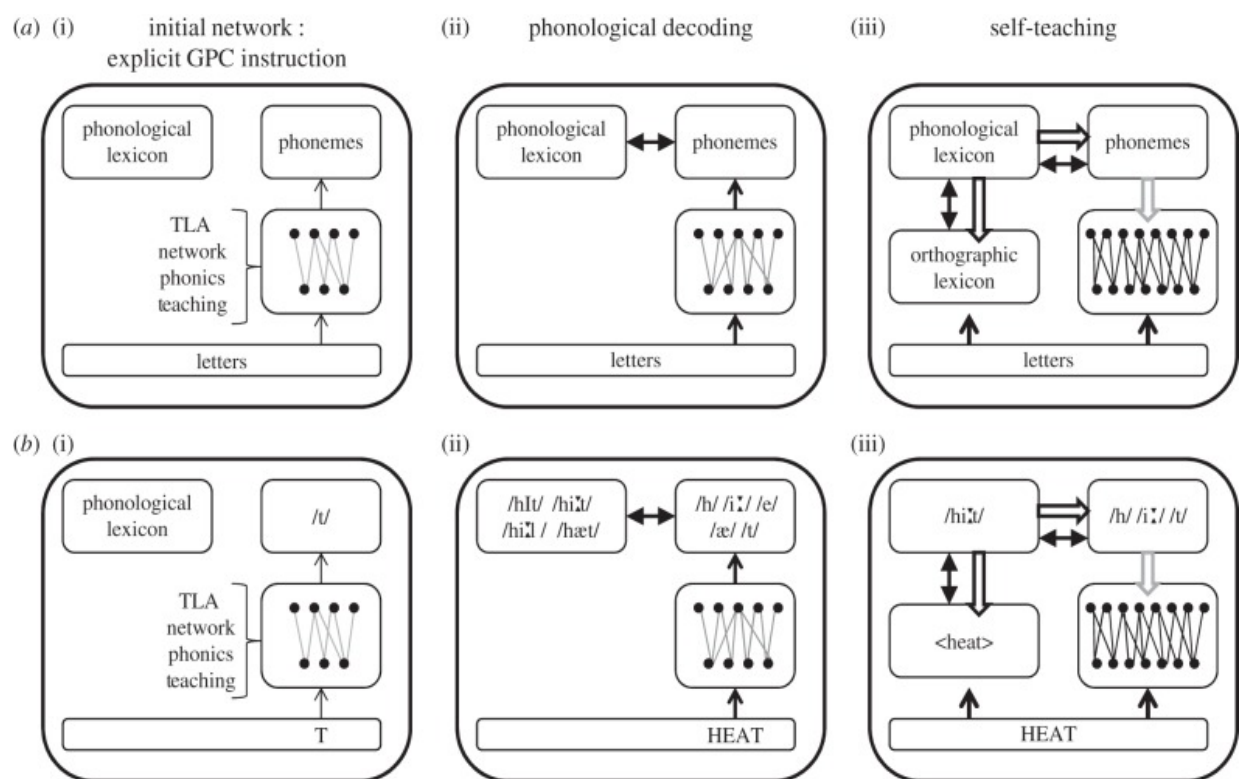 (a) (i) initial network : explicit GPC instruction
(ii) phonological decoding
(iii) self-teaching
phonological
lexicon
phonemes
TLA
network
phonics
teaching
letters
phonological
lexicon
phonemes
letters
phonological
lexicon
phonemes
orthographic
lexicon
letters
(b) (i)
phonological
lexicon
/t/
TLA
network
phonics
teaching
T
(ii)
/hIt/ /hiːt/
/hiːl / /hæt/
/h/ /iː/ /e/
/æ/ /t/
HEAT
(iii)
/hiːt/
/h/ /iː/ /t/
<heat>
HEAT